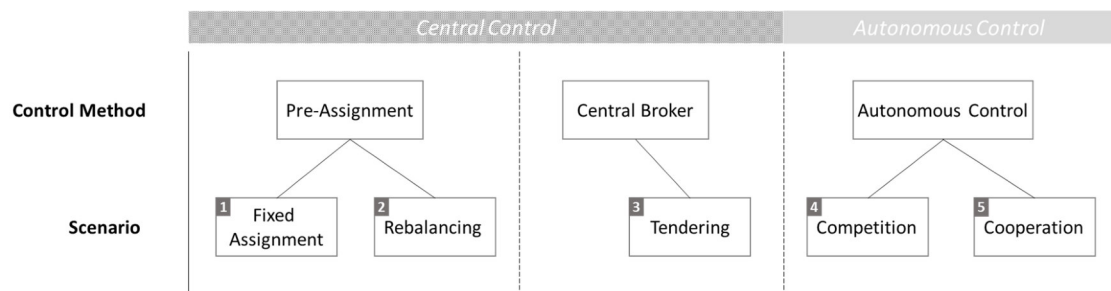 Central Control
Autonomous Control
Control Method
Pre-Assignment
Central Broker
Autonomous Control
Scenario
1
Fixed
Assignment
2
Rebalancing
3
Tendering
4
Competition
5
Cooperation